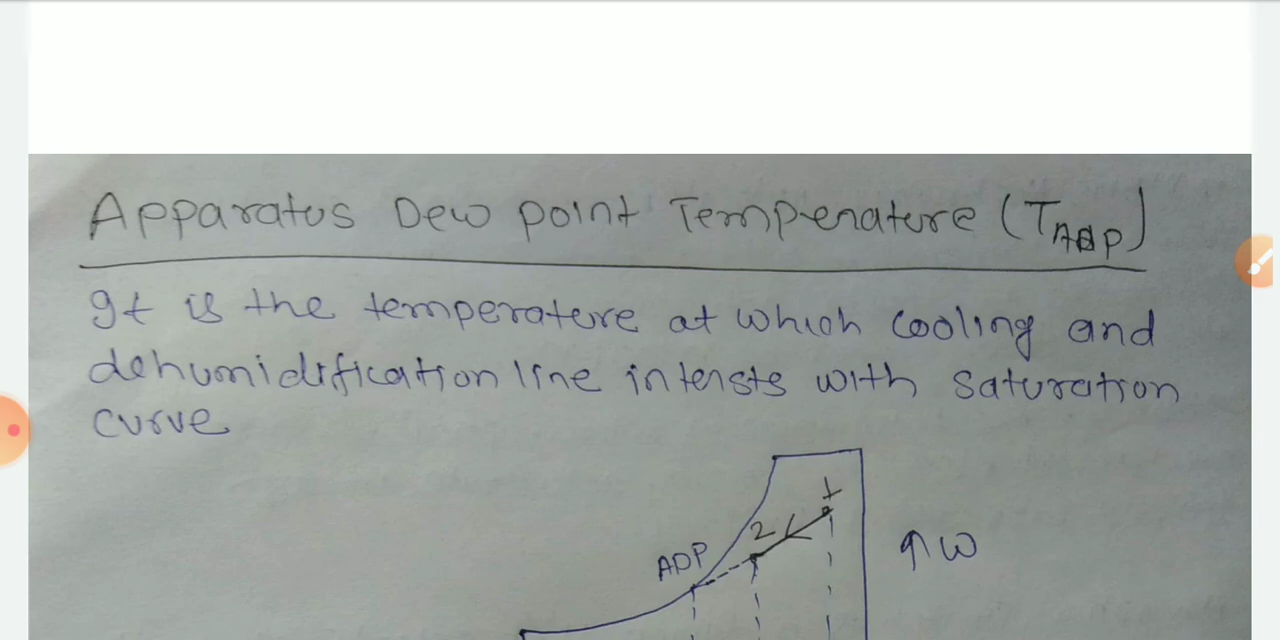 Apparatus Dew point Temperature (TADP)
It is the temperature at which cooling and
dehumidification line intersts with saturation
curve
1
2
ADP
↑ W